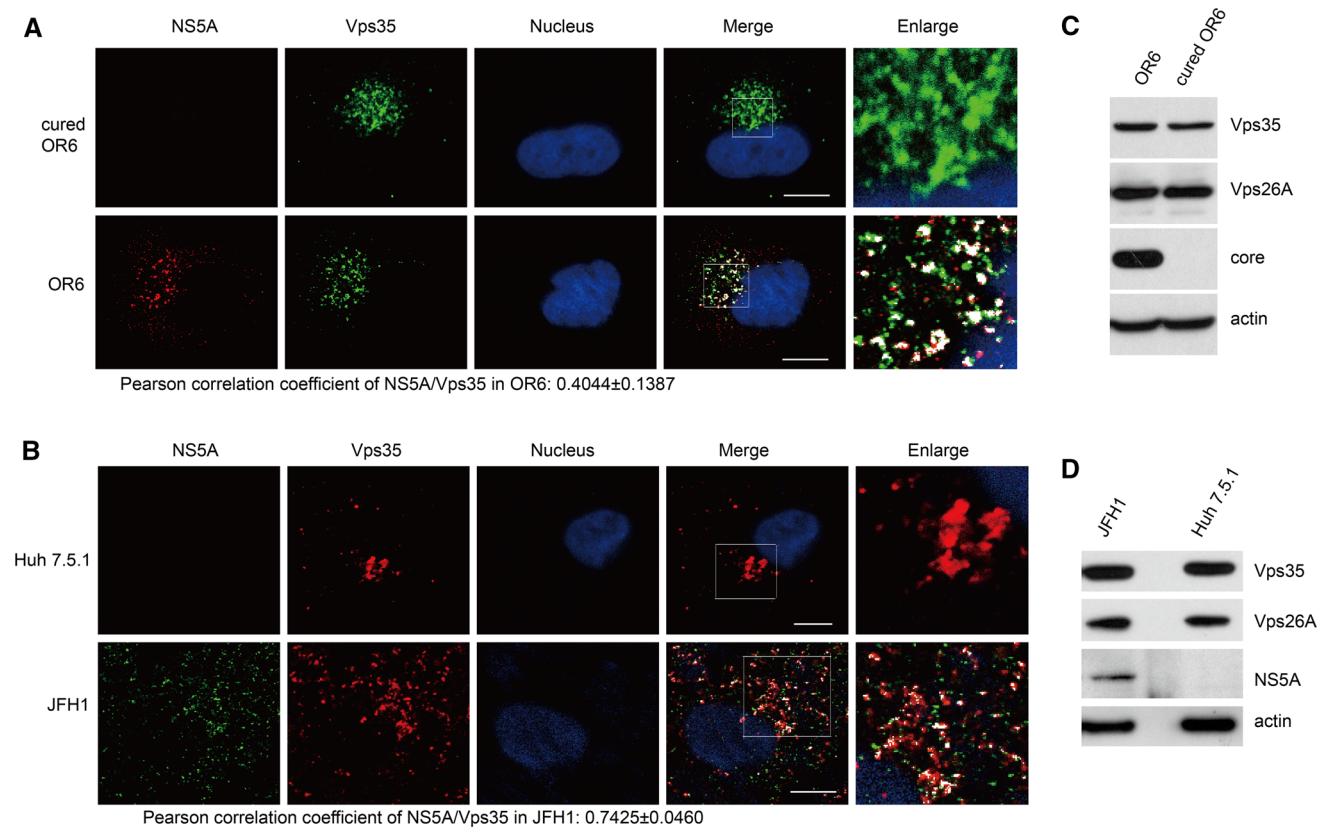 A
NS5A Vps35 Nucleus Merge Enlarge
cured
OR6
OR6
Pearson correlation coefficient of NS5A/Vps35 in OR6: 0.4044±0.1387
B
NS5A Vps35 Nucleus Merge Enlarge
Huh 7.5.1
JFH1
Pearson correlation coefficient of NS5A/Vps35 in JFH1: 0.7425±0.0460
C
OR6 cured OR6
Vps35
Vps26A
core
actin
D
JFH1 Huh 7.5.1
Vps35
Vps26A
NS5A
actin